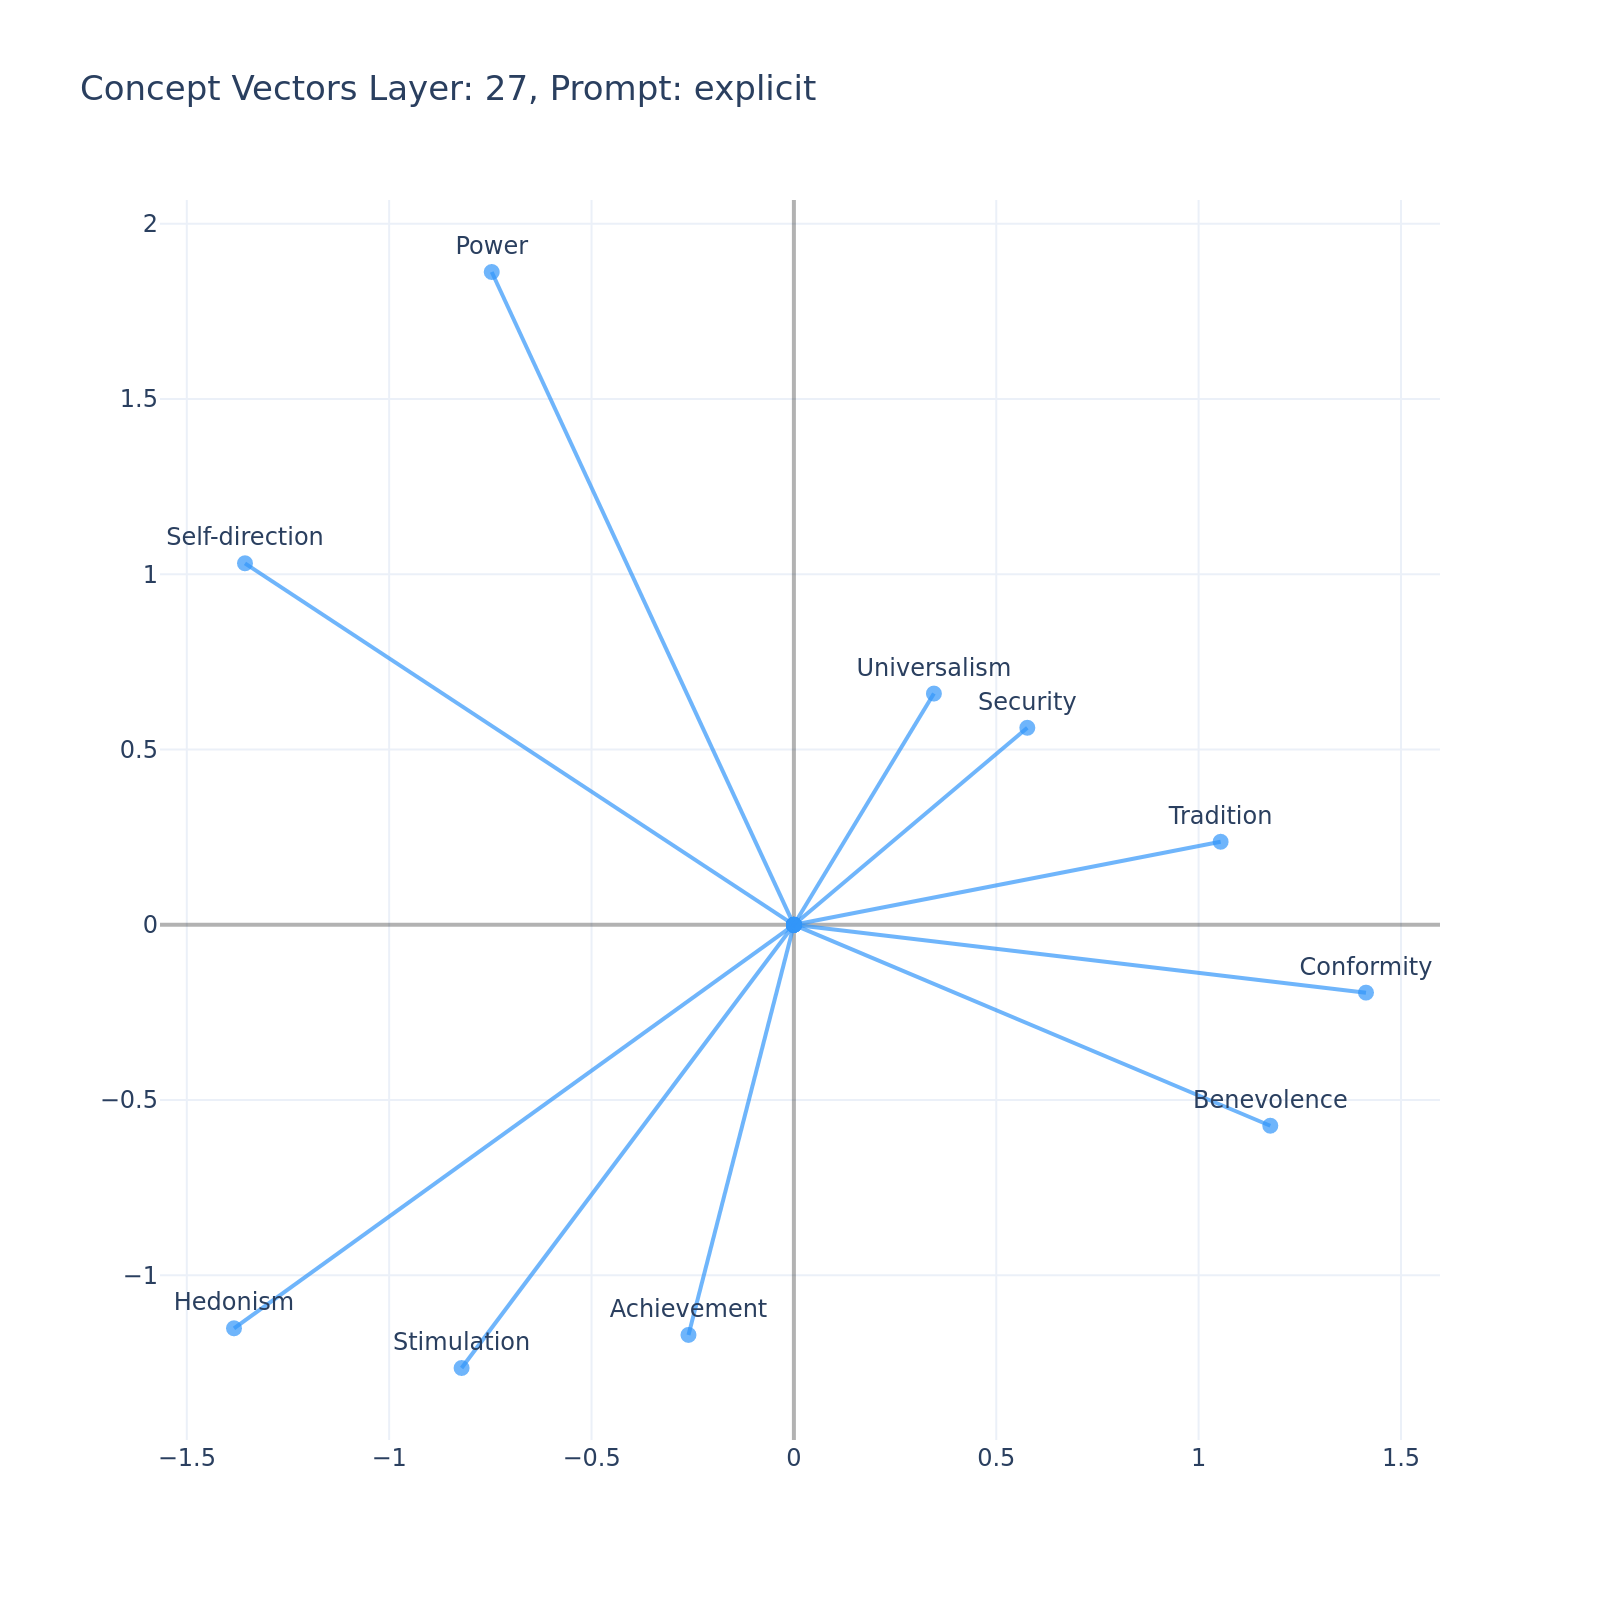 Concept Vectors Layer: 27, Prompt: explicit
2
Power
1.5
Self-direction
1
Universalism
Security
0.5
Tradition
0
Conformity
−0.5
Benevolence
−1
Hedonism
Achievement
Stimulation
−1.5
−1
−0.5
0
0.5
1
1.5